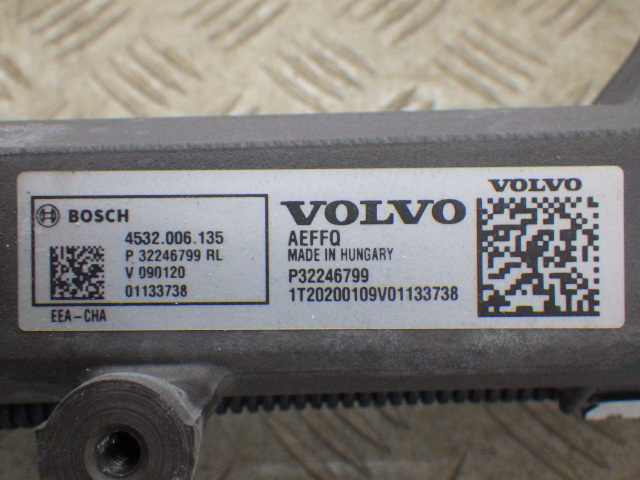 BOSCH
4532.006.135
P 32246799 RL
V 090120
01133738
EEA-CHA
VOLVO
AEFFQ
MADE IN HUNGARY
P32246799
1T20200109V01133738
VOLVO